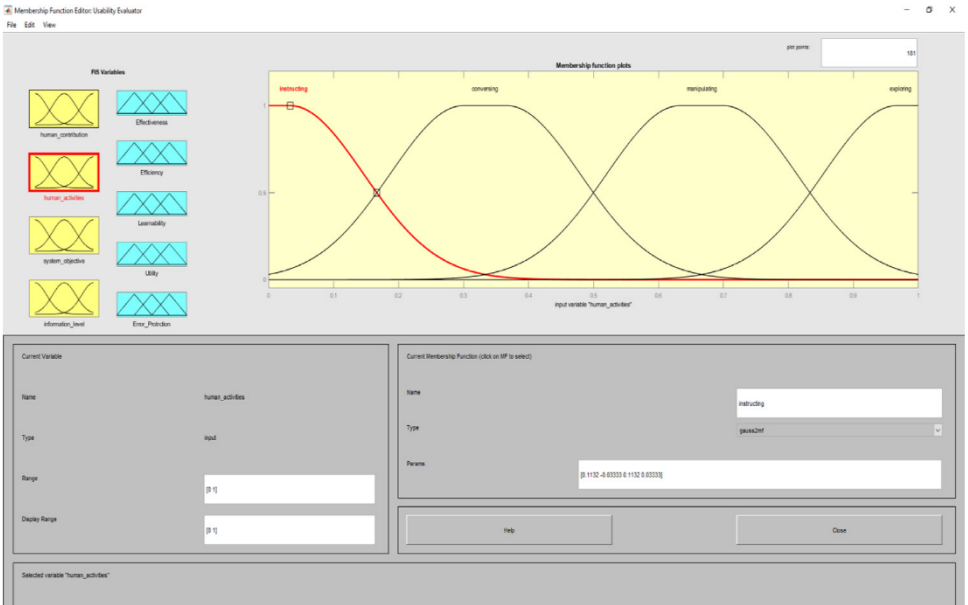 Membership Function Editor: Usability Evaluator
File Edit View
plot points:
181
FIS Variables
Membership function plots
human_contribution
Effectiveness
human_activities
Efficiency
system_objective
Learnability
Utility
information_level
Error_Protrction
instructing
conversing
manipulating
exploring
1
0.5
0
0 0.1 0.2 0.3 0.4 0.5 0.6 0.7 0.8 0.9 1
input variable "human_activities"
Current Variable
Name human_activities
Type input
Range [0 1]
Display Range [0 1]
Current Membership Function (click on MF to select)
Name instructing
Type gauss2mf
Params [0.1132 -0.03333 0.1132 0.03333]
Help Close
Selected variable "human_activities"